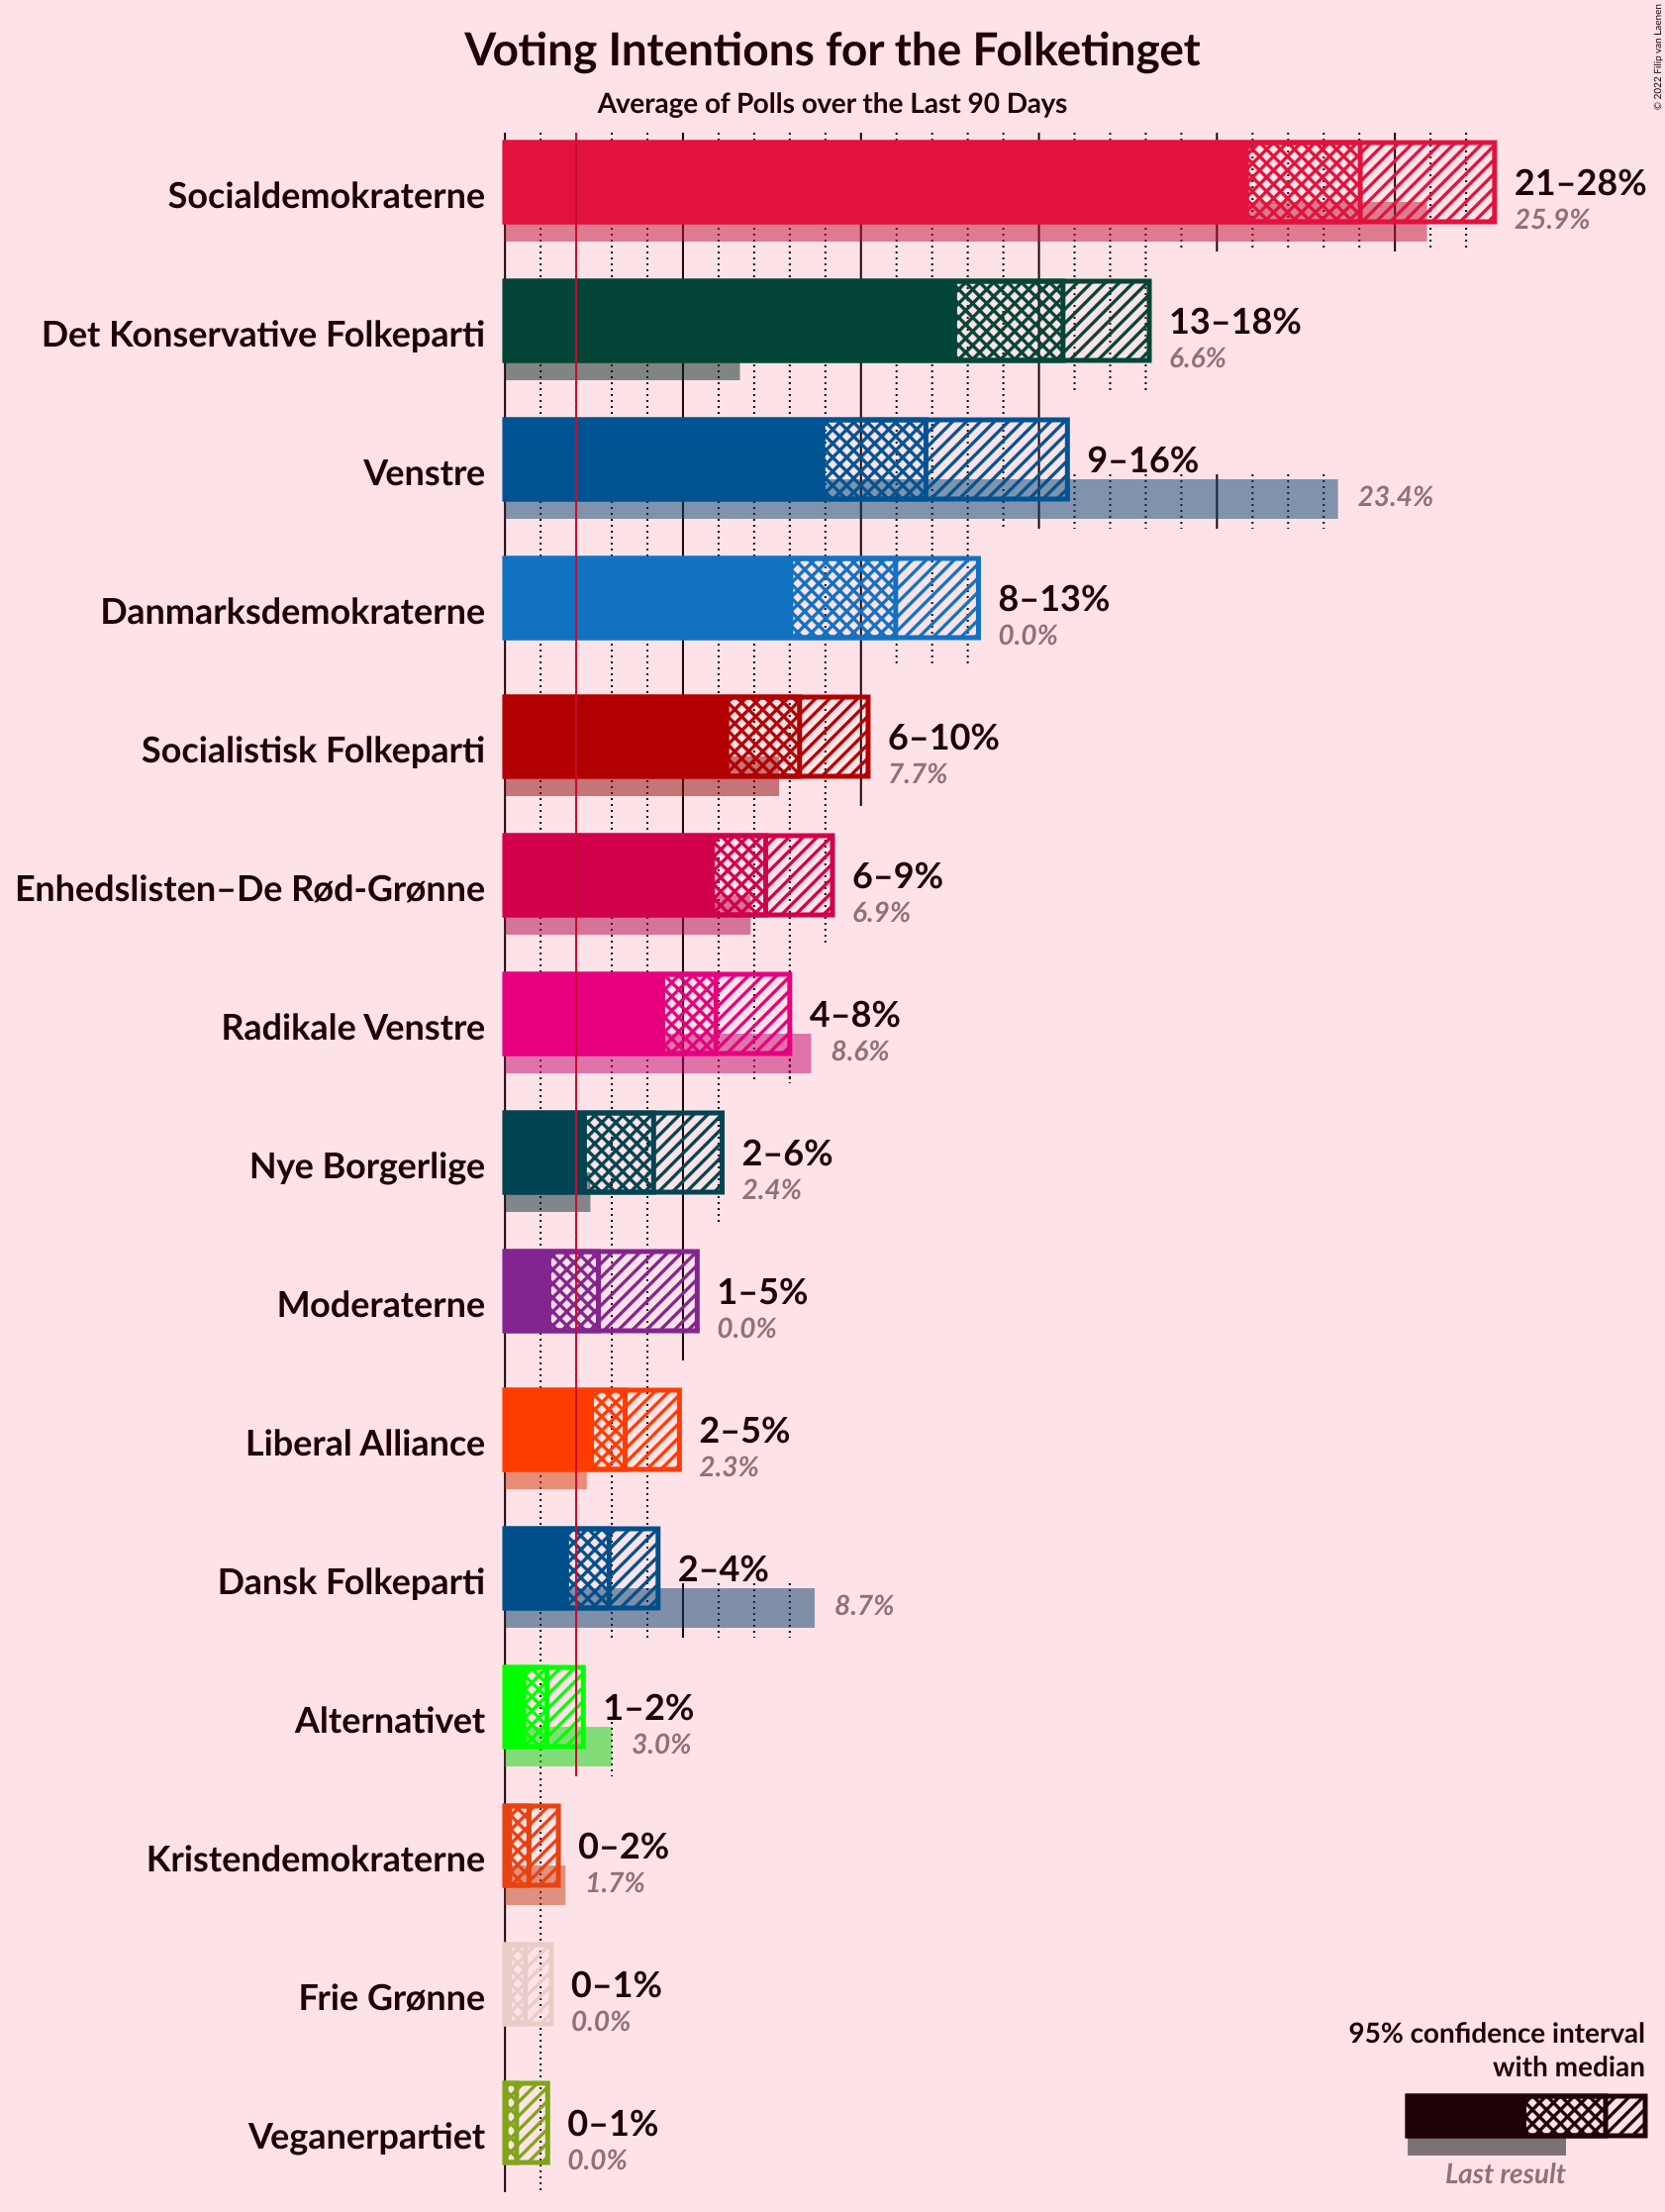 Voting Intentions for the Folketinget
Average of Polls over the Last 90 Days
© 2022 Filip van Laenen
Socialdemokraterne
21–28%
25.9%
Det Konservative Folkeparti
13–18%
6.6%
Venstre
9–16%
23.4%
Danmarksdemokraterne
8–13%
0.0%
Socialistisk Folkeparti
6–10%
7.7%
Enhedslisten–De Rød-Grønne
6–9%
6.9%
Radikale Venstre
4–8%
8.6%
Nye Borgerlige
2–6%
2.4%
Moderaterne
1–5%
0.0%
Liberal Alliance
2–5%
2.3%
Dansk Folkeparti
2–4%
8.7%
Alternativet
1–2%
3.0%
Kristendemokraterne
0–2%
1.7%
Frie Grønne
0–1%
0.0%
Veganerpartiet
0–1%
0.0%
95% confidence interval
with median
Last result